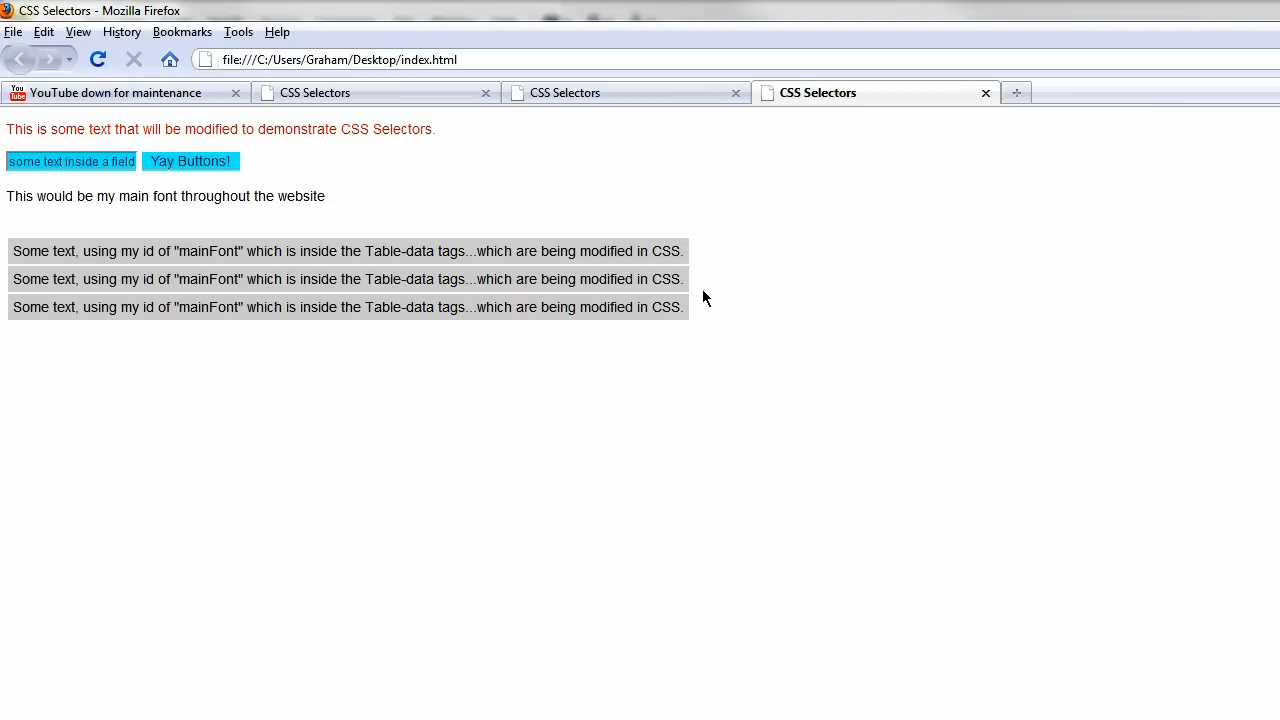 CSS Selectors - Mozilla Firefox
File Edit View History Bookmarks Tools Help
file:///C:/Users/Graham/Desktop/index.html
You Tube YouTube down for maintenance CSS Selectors CSS Selectors CSS Selectors
This is some text that will be modified to demonstrate CSS Selectors.
some text inside a field Yay Buttons!
This would be my main font throughout the website
Some text, using my id of "mainFont" which is inside the Table-data tags...which are being modified in CSS.
Some text, using my id of "mainFont" which is inside the Table-data tags...which are being modified in CSS.
Some text, using my id of "mainFont" which is inside the Table-data tags...which are being modified in CSS.